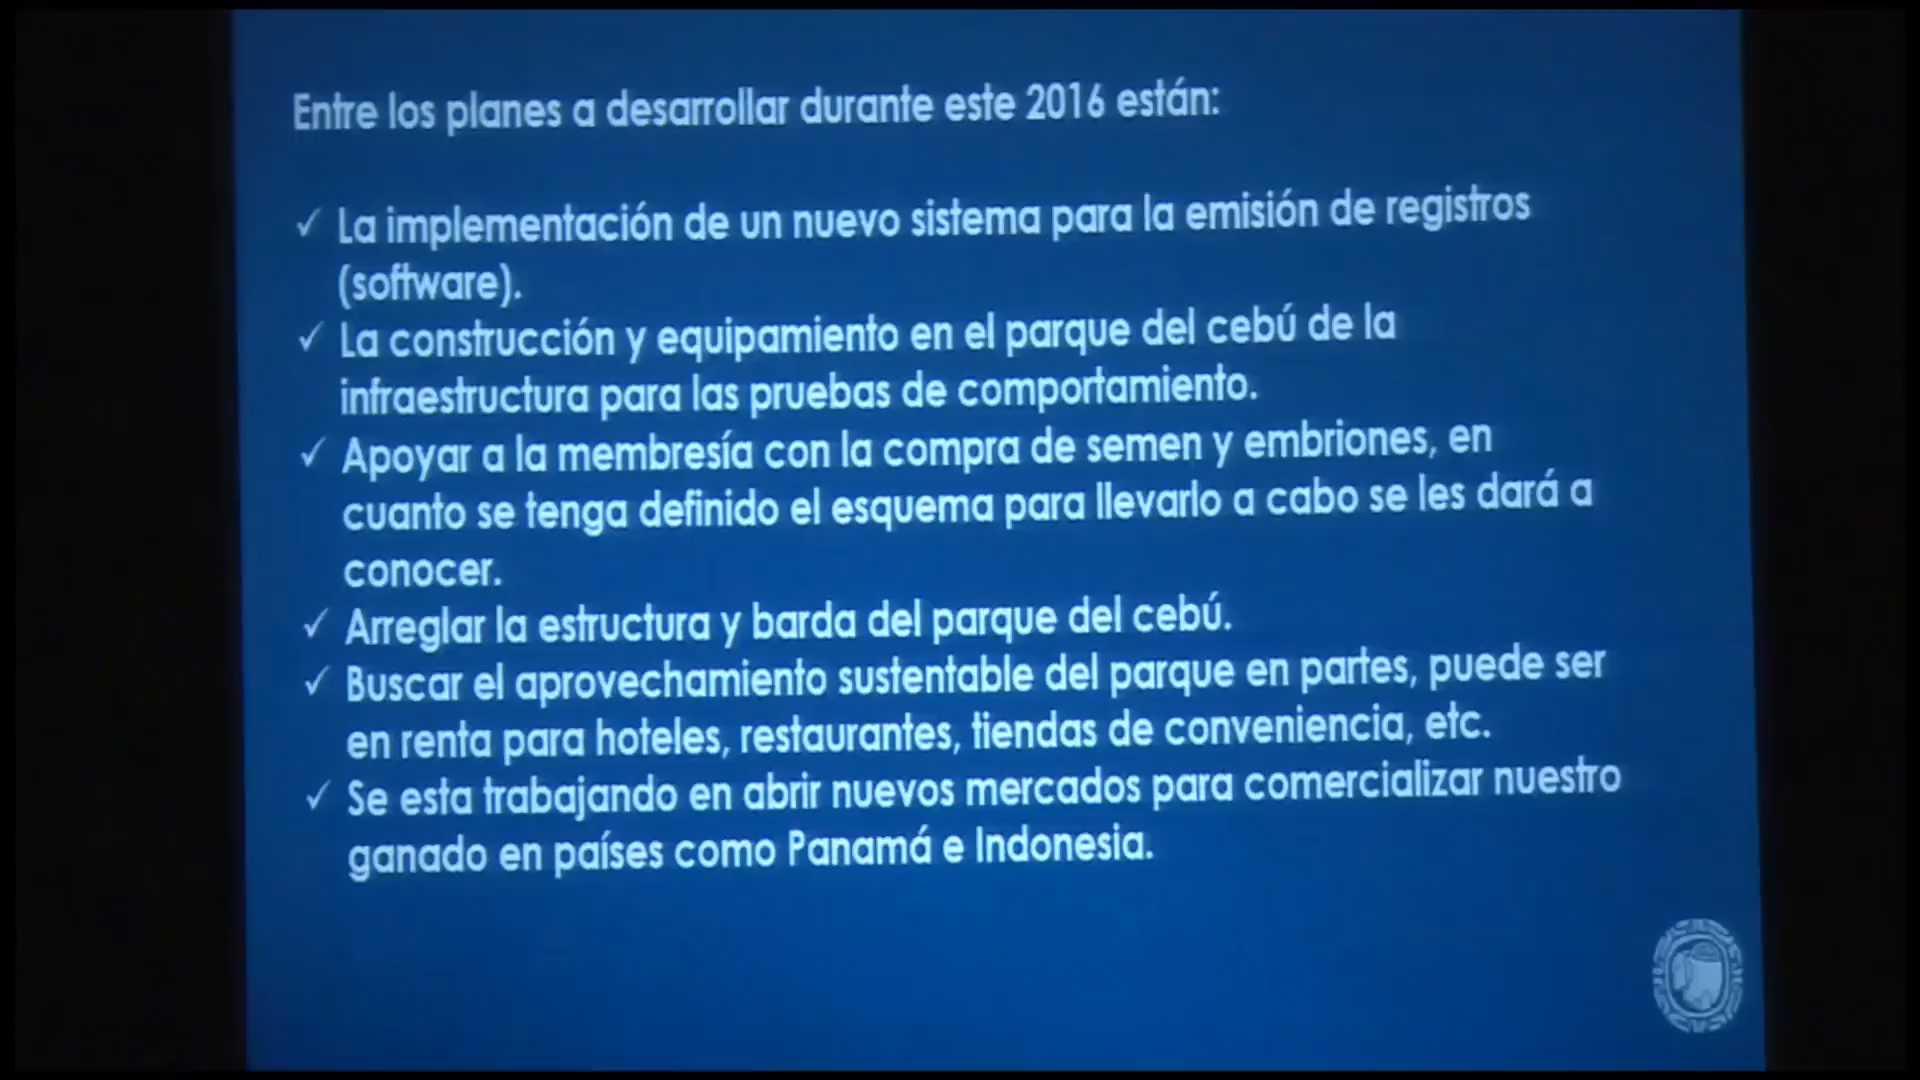 Entre los planes a desarrollar durante este 2016 están:
✓ La implementación de un nuevo sistema para la emisión de registros
(software).
✓ La construcción y equipamiento en el parque del cebú de la
infraestructura para las pruebas de comportamiento.
✓ Apoyar a la membresía con la compra de semen y embriones, en
cuanto se tenga definido el esquema para llevarlo a cabo se les dará a
conocer.
✓ Arreglar la estructura y barda del parque del cebú.
✓ Buscar el aprovechamiento sustentable del parque en partes, puede ser
en renta para hoteles, restaurantes, tiendas de conveniencia, etc.
✓ Se esta trabajando en abrir nuevos mercados para comercializar nuestro
ganado en países como Panamá e Indonesia.